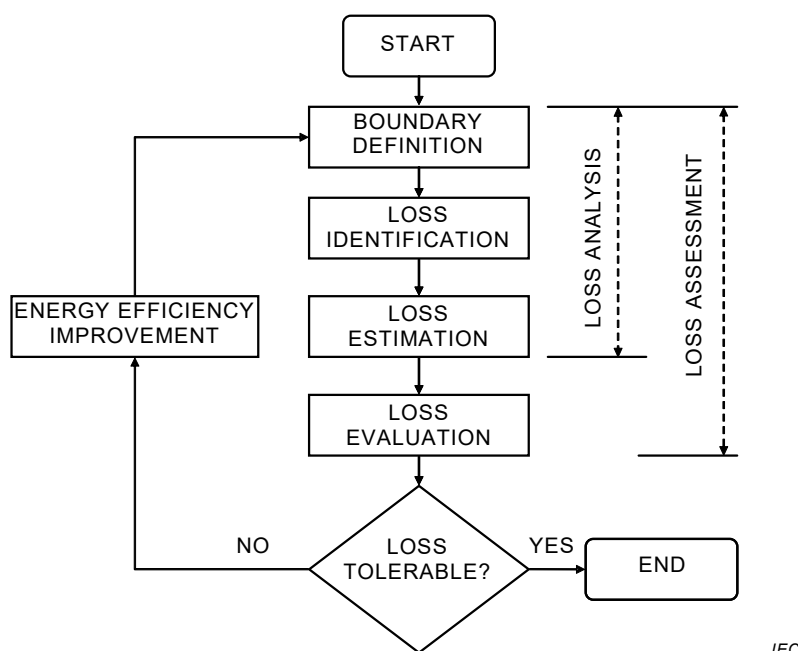 START
BOUNDARY
DEFINITION
LOSS
IDENTIFICATION
ENERGY EFFICIENCY
IMPROVEMENT
LOSS
ESTIMATION
LOSS
EVALUATION
LOSS
TOLERABLE?
NO
YES
END
LOSS ANALYSIS
LOSS ASSESSMENT
IEC